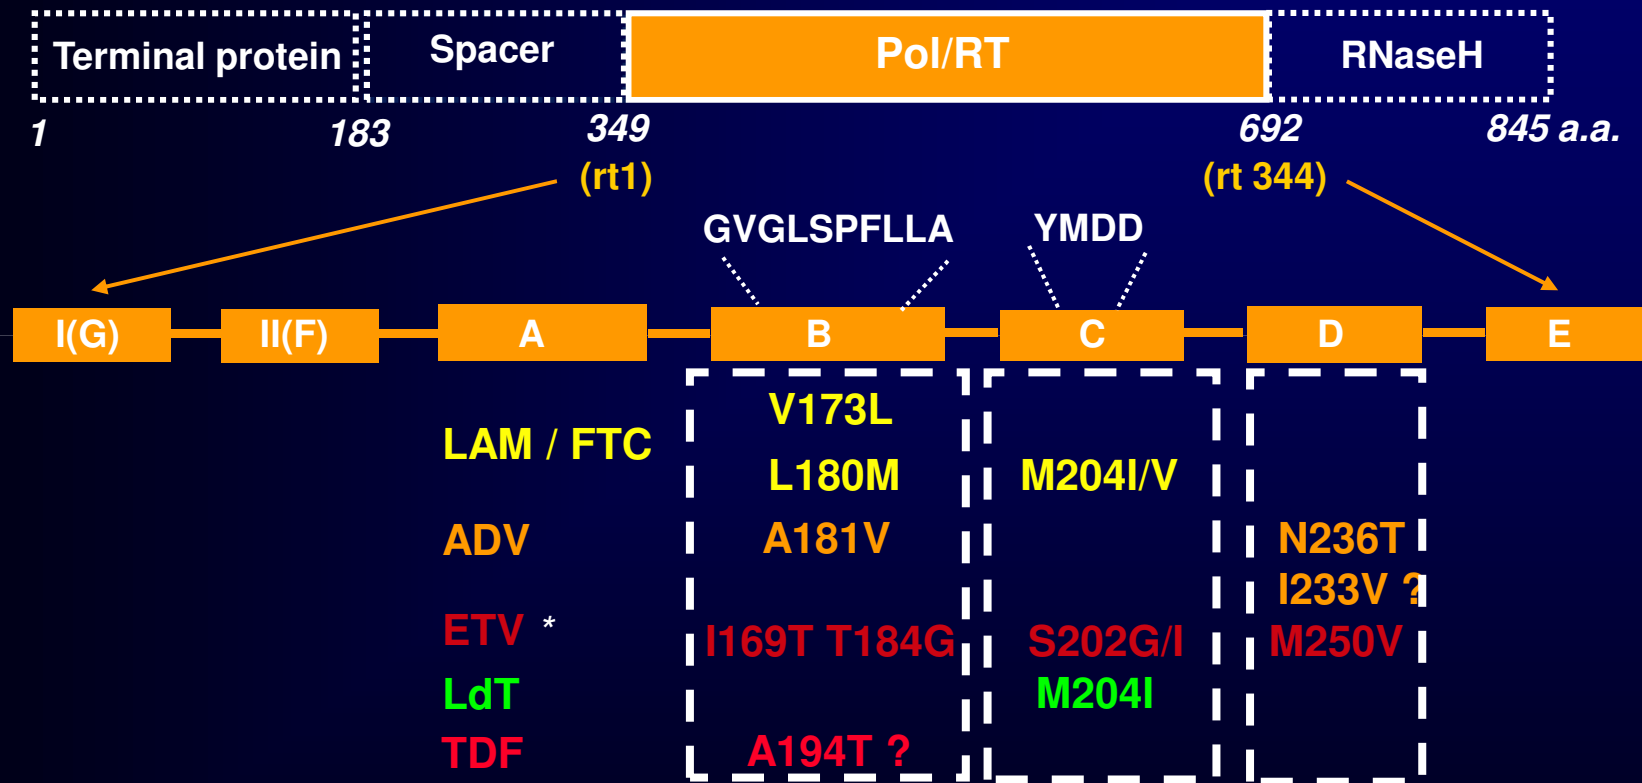 Terminal protein Spacer Pol/RT RNaseH
1 183 349 692 845 a.a.
(rt1) (rt 344)
GVGLSPFLLA YMDD
I(G) II(F) A B C D E
V173L
LAM / FTC
L180M M204I/V
ADV A181V N236T
I233V ?
ETV * I169T T184G S202G/I M250V
LdT M204I
TDF A194T ?